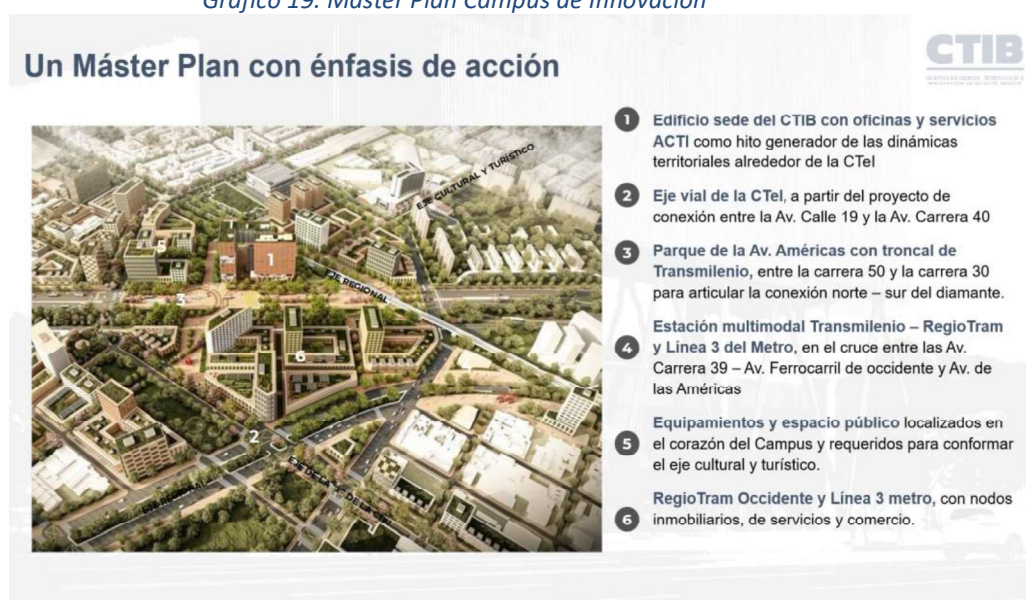 Gráfico 19. Máster Plan Campus de Innovación
Un Máster Plan con énfasis de acción
CTIB
EJE CULTURAL Y TURÍSTICO
5
1
EJE REGIONAL
3
6
2
EJE REGIONAL
EJE DE LA
1 Edificio sede del CTIB con oficinas y servicios
ACTI como hito generador de las dinámicas
territoriales alrededor de la CTeI
2 Eje vial de la CTeI, a partir del proyecto de
conexión entre la Av. Calle 19 y la Av. Carrera 40
3 Parque de la Av. Américas con troncal de
Transmilenio, entre la carrera 50 y la carrera 30
para articular la conexión norte – sur del diamante.
4 Estación multimodal Transmilenio – RegioTram
y Línea 3 del Metro, en el cruce entre las Av.
Carrera 39 – Av. Ferrocarril de occidente y Av. de
las Américas
5 Equipamientos y espacio público localizados en
el corazón del Campus y requeridos para conformar
el eje cultural y turístico.
6 RegioTram Occidente y Línea 3 metro, con nodos
inmobiliarios, de servicios y comercio.